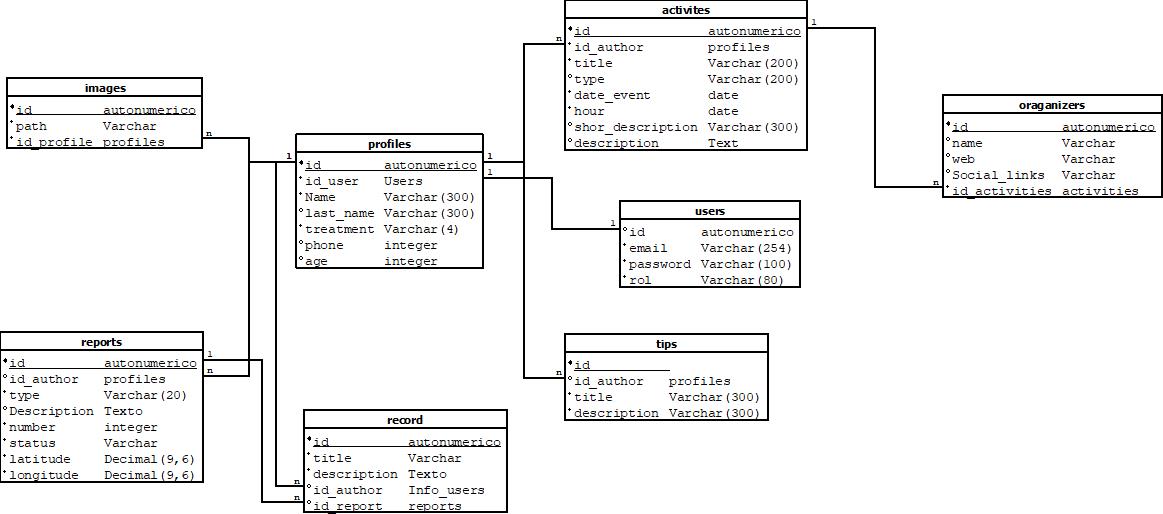 activites
id autonumerico
id_author profiles
title Varchar(200)
type Varchar(200)
date_event date
hour date
shor_description Varchar(300)
description Text
1
n
images
id autonumerico
path Varchar
id_profile profiles
n
oraganizers
id autonumerico
name Varchar
web Varchar
Social_links Varchar
id_activities activities
n
profiles
id autonumerico
id_user Users
Name Varchar(300)
last_name Varchar(300)
treatment Varchar(4)
phone integer
age integer
1
1
1
users
id autonumerico
email Varchar(254)
password Varchar(100)
rol Varchar(80)
1
reports
id autonumerico
id_author profiles
type Varchar(20)
Description Texto
number integer
status Varchar
latitude Decimal(9,6)
longitude Decimal(9,6)
1
n
tips
id
id_author profiles
title Varchar(300)
description Varchar(300)
n
record
id autonumerico
title Varchar
description Texto
id_author Info_users
id_report reports
n
n